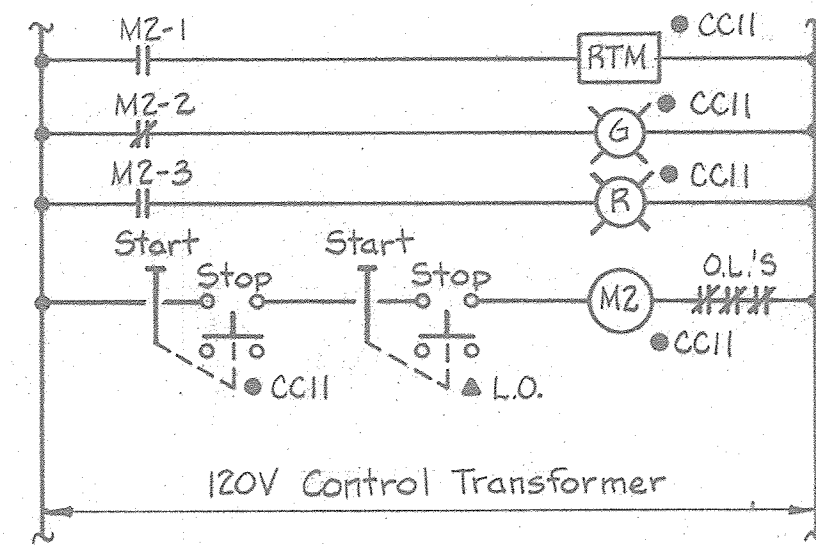 M2-1
RTM
CC11
M2-2
G
CC11
M2-3
R
CC11
Start
Stop
Start
Stop
M2
O.L.'S
CC11
CC11
L.O.
120V Control Transformer